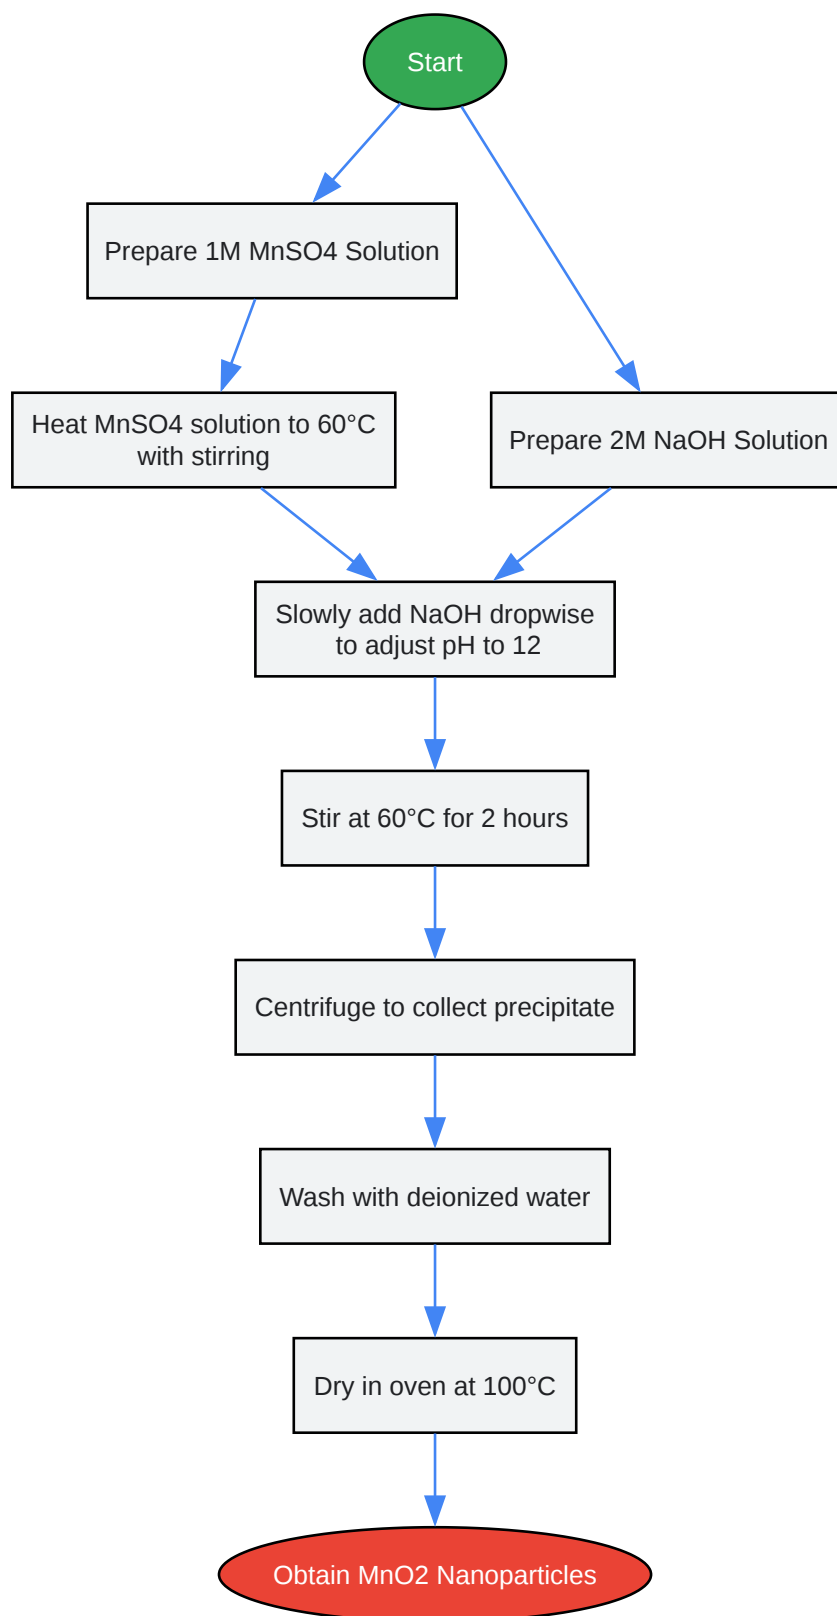 Start
Prepare 1M MnSO4 Solution
Heat MnSO4 solution to 60°C
with stirring
Prepare 2M NaOH Solution
Slowly add NaOH dropwise
to adjust pH to 12
Stir at 60°C for 2 hours
Centrifuge to collect precipitate
Wash with deionized water
Dry in oven at 100°C
Obtain MnO2 Nanoparticles